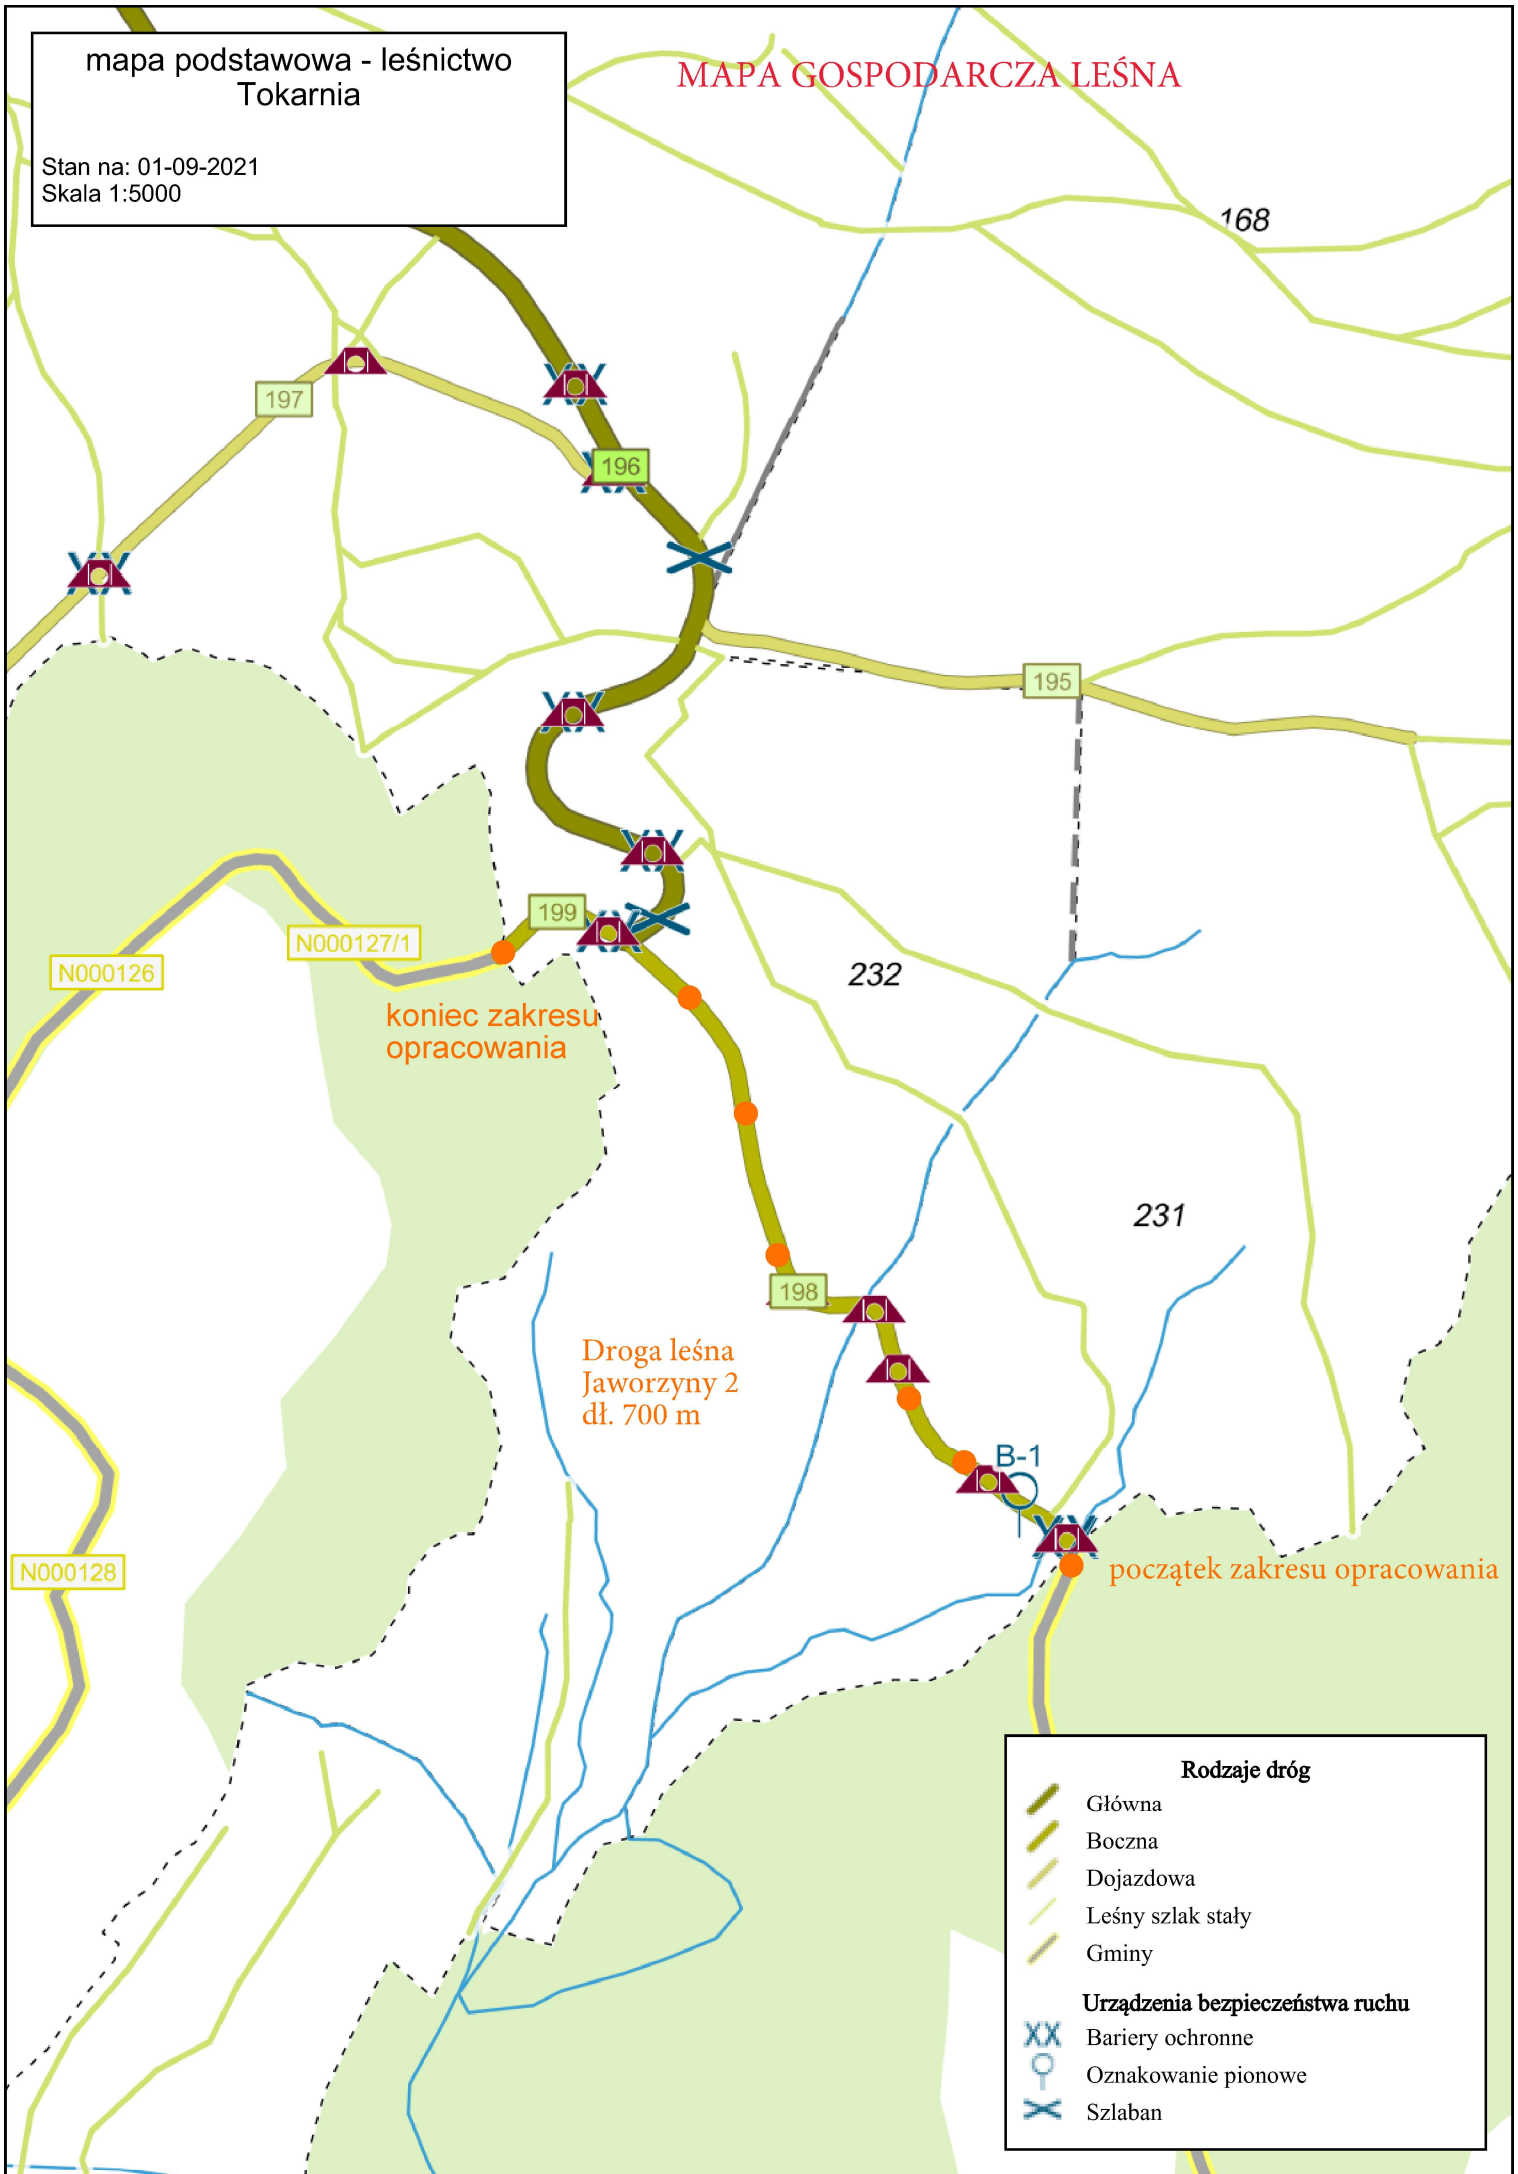 mapa podstawowa - leśnictwo
Tokarnia
Stan na: 01-09-2021
Skala 1:5000
MAPA GOSPODARCZA LEŚNA
168
197
196
195
199
N000127/1
N000126
232
koniec zakresu
opracowania
231
198
Droga leśna
Jaworzyny 2
dł. 700 m
B-1
N000128
początek zakresu opracowania
Rodzaje dróg
Główna
Boczna
Dojazdowa
Leśny szlak stały
Gminy
Urządzenia bezpieczeństwa ruchu
Bariery ochronne
Oznakowanie pionowe
Szlaban